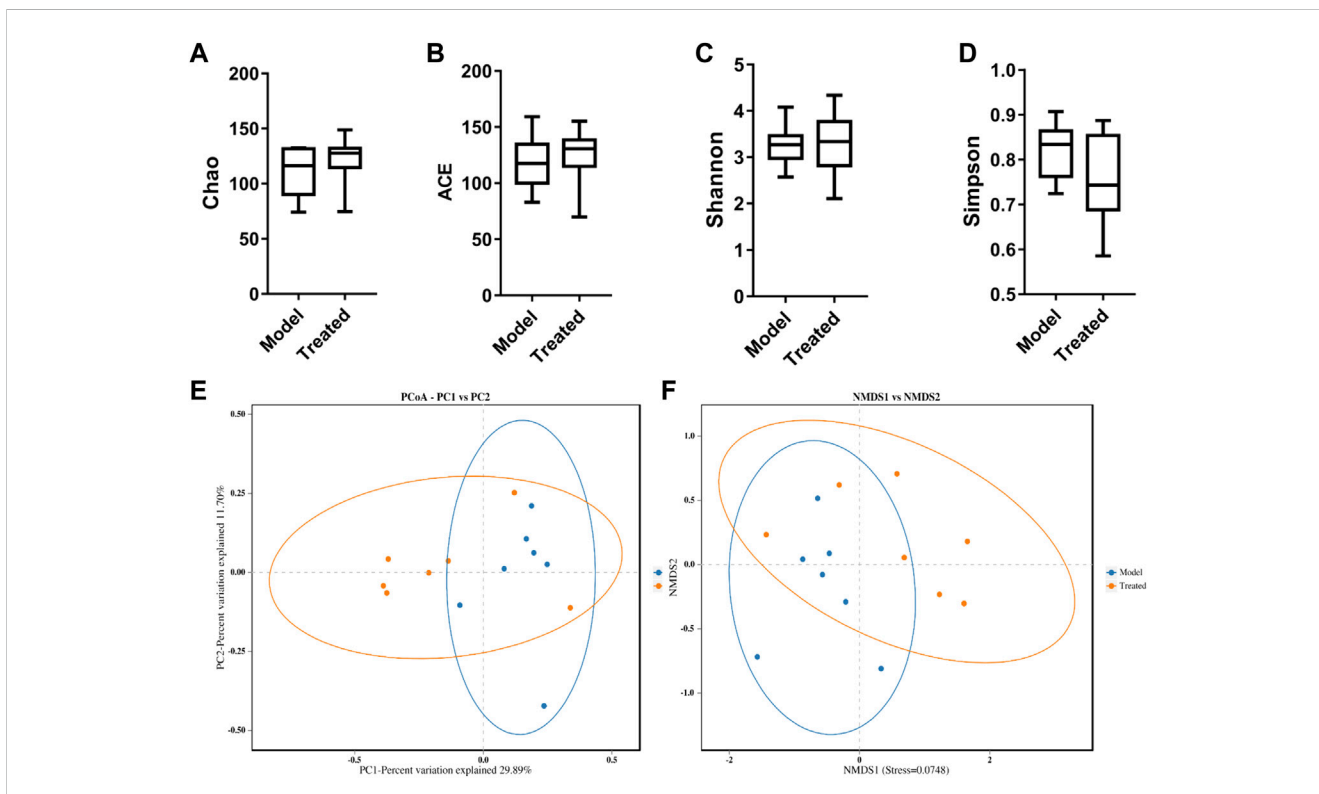 A
B
C
D
200
150
100
50
0
Chao
Model
Treated
200
150
100
50
0
ACE
Model
Treated
5
4
3
2
1
0
Shannon
Model
Treated
1.0
0.9
0.8
0.7
0.6
0.5
Simpson
Model
Treated
E
PCoA - PC1 vs PC2
0.50
0.25
0.00
-0.25
-0.50
PC2-Percent variation explained 11.70%
-0.5
0.0
0.5
PC1-Percent variation explained 29.89%
F
NMDS1 vs NMDS2
1.0
0.5
0.0
-0.5
-1.0
NMDS2
-2
0
2
NMDS1 (Stress=0.0748)
Model
Treated